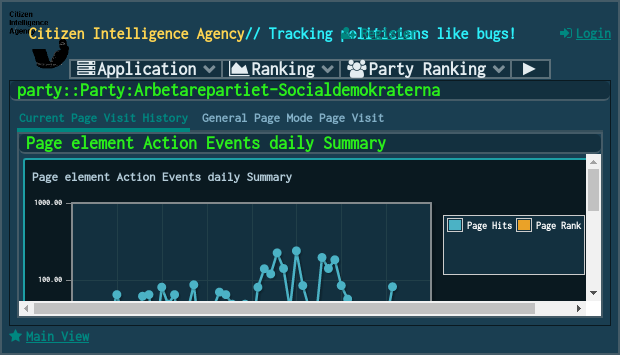 Citizen
Intelligence
Agency
Citizen Intelligence Agency// Tracking politicians like bugs!
Login
Application
Ranking
Party Ranking
party::Party:Arbetarepartiet-Socialdemokraterna
Current Page Visit History
General Page Mode Page Visit
Page element Action Events daily Summary
Page element Action Events daily Summary
1000.00
100.00
Page Hits
Page Rank
Main View